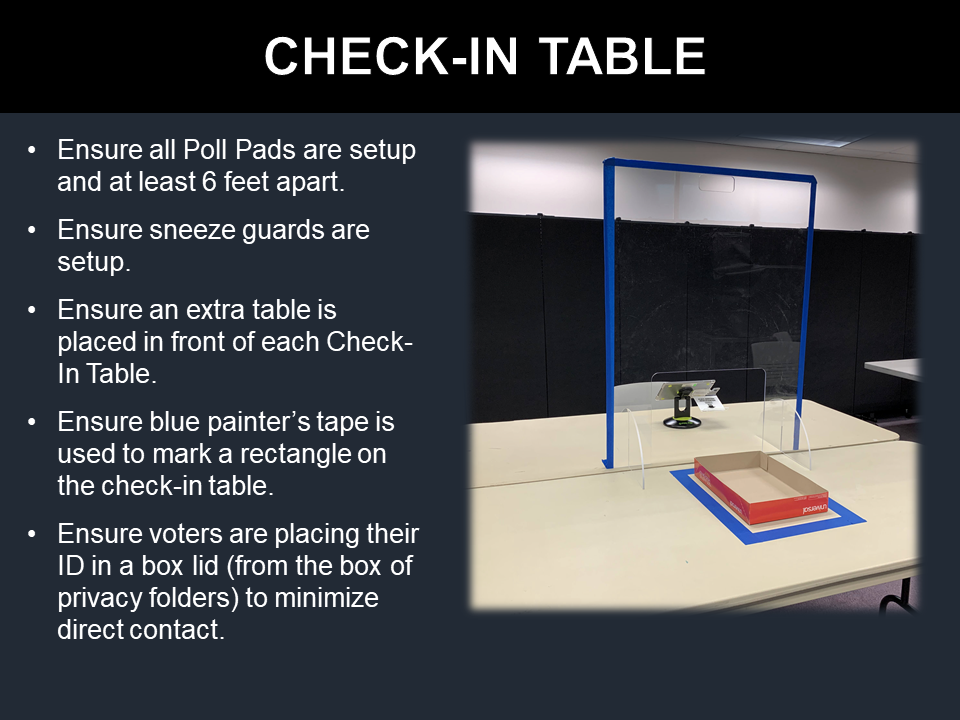 CHECK-IN TABLE
• Ensure all Poll Pads are setup
and at least 6 feet apart.
• Ensure sneeze guards are
setup.
• Ensure an extra table is
placed in front of each Check-
In Table.
• Ensure blue painter’s tape is
used to mark a rectangle on
the check-in table.
• Ensure voters are placing their
ID in a box lid (from the box of
privacy folders) to minimize
direct contact.
universal